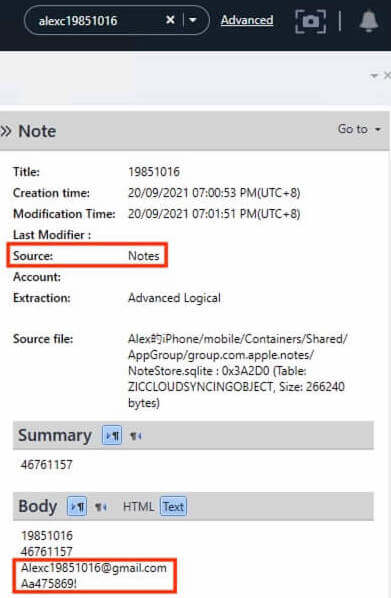 alexc19851016
Advanced
Note
Go to
Title: 19851016
Creation time: 20/09/2021 07:00:53 PM(UTC+8)
Modification Time: 20/09/2021 07:01:51 PM(UTC+8)
Last Modifier :
Source: Notes
Account:
Extraction: Advanced Logical
Source file: Alex的iPhone/mobile/Containers/Shared/
AppGroup/group.com.apple.notes/
NoteStore.sqlite : 0x3A2D0 (Table:
ZICCLOUDSYNCINGOBJECT, Size: 266240
bytes)
Summary
46761157
Body HTML Text
19851016
46761157
Alexc19851016@gmail.com
Aa475869!